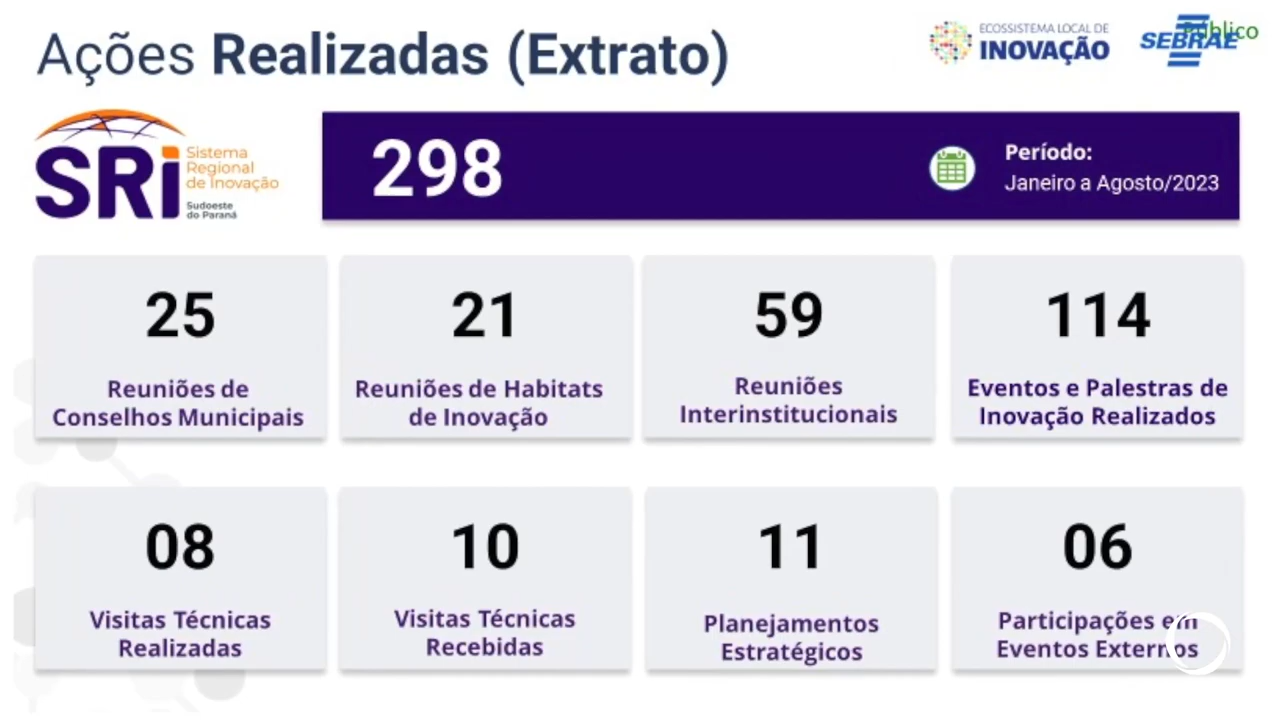 Ações Realizadas (Extrato)
ECOSSISTEMA LOCAL DE
INOVAÇÃO
SEBRAE
Público
SRi
Sistema
Regional
de Inovação
Sudoeste
do Paraná
298
Período:
Janeiro a Agosto/2023
25
Reuniões de
Conselhos Municipais
21
Reuniões de Habitats
de Inovação
59
Reuniões
Interinstitucionais
114
Eventos e Palestras de
Inovação Realizados
08
Visitas Técnicas
Realizadas
10
Visitas Técnicas
Recebidas
11
Planejamentos
Estratégicos
06
Participações em
Eventos Externos